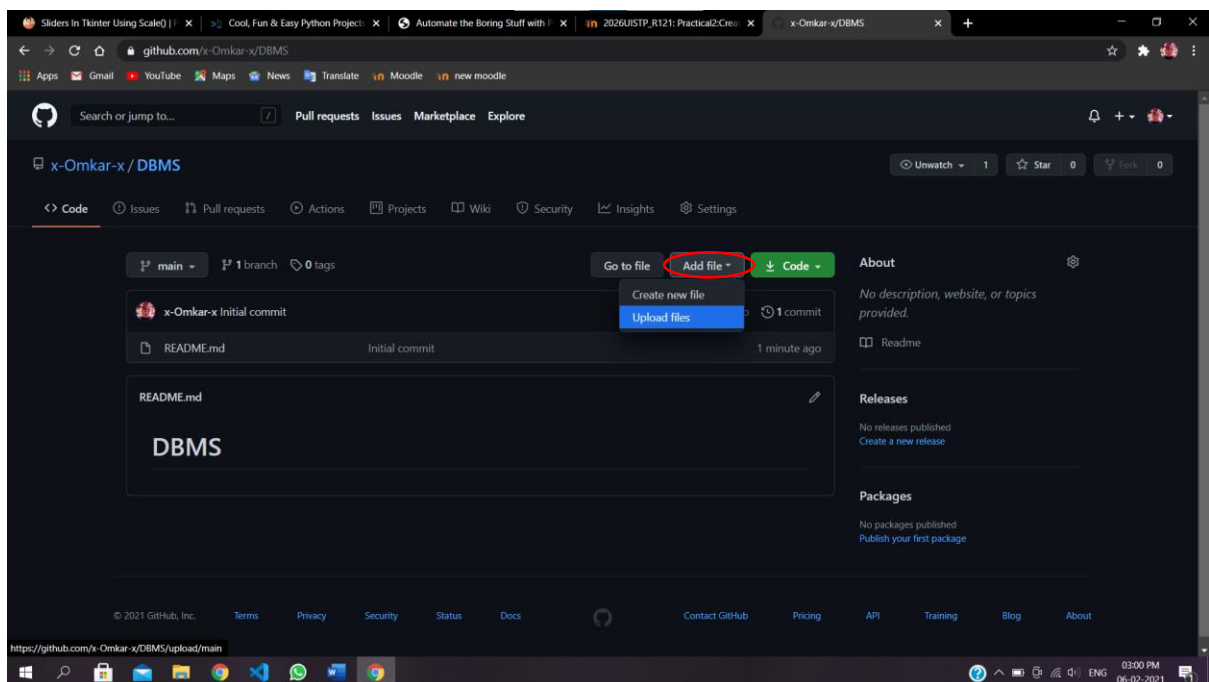 Sliders In Tkinter Using Scale() | P
Cool, Fun & Easy Python Projects
Automate the Boring Stuff with P
2026UISTP_R121: Practical2:Crea
x-Omkar-x/DBMS
github.com/x-Omkar-x/DBMS
Apps Gmail YouTube Maps News Translate Moodle new moodle
Search or jump to... / Pull requests Issues Marketplace Explore
x-Omkar-x / DBMS
Unwatch 1 Star 0 Fork 0
<> Code Issues Pull requests Actions Projects Wiki Security Insights Settings
main 1 branch 0 tags Go to file Add file Code
Create new file
Upload files
x-Omkar-x Initial commit 1 commit
README.md Initial commit 1 minute ago
README.md
DBMS
About
No description, website, or topics
provided.
Readme
Releases
No releases published
Create a new release
Packages
No packages published
Publish your first package
© 2021 GitHub, Inc. Terms Privacy Security Status Docs Contact GitHub Pricing API Training Blog About
https://github.com/x-Omkar-x/DBMS/upload/main
ENG 03:00 PM
06-02-2021